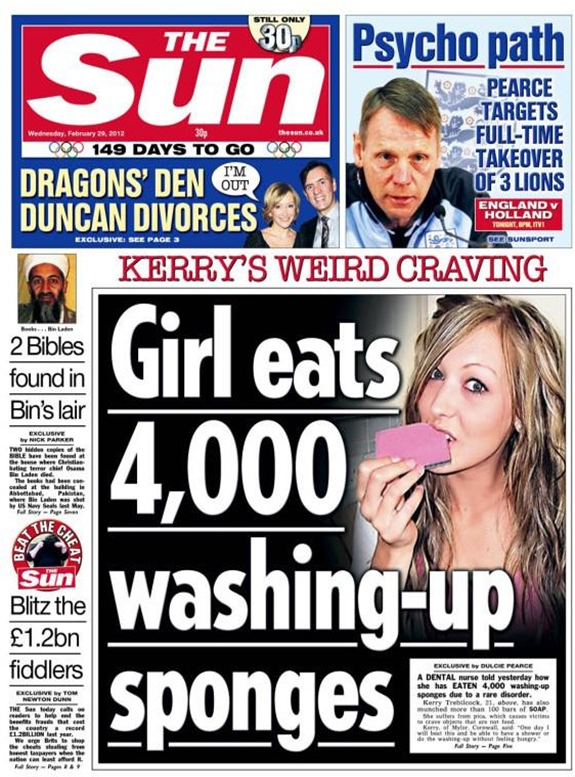 STILL ONLY
30p
THE
Sun
Wednesday, February 29, 2012
30p
thesun.co.uk
149 DAYS TO GO
DRAGONS' DEN
DUNCAN DIVORCES
I'M
OUT
EXCLUSIVE: SEE PAGE 3
Psycho path
PEARCE
TARGETS
FULL-TIME
TAKEOVER
OF 3 LIONS
ENGLAND v
HOLLAND
TONIGHT, 8PM, ITV1
SEE SUNSPORT
KERRY'S WEIRD CRAVING
Books . . . Bin Laden
2 Bibles
found in
Bin's lair
EXCLUSIVE
by NICK PARKER
TWO hidden copies of the
BIBLE have been found at
the house where Christian-
hating terror chief Osama
Bin Laden died.
The books had been con-
cealed at the building in
Abbottabad, Pakistan,
where Bin Laden was shot
by US Navy Seals last May.
Full Story — Page Seven
BEAT THE CHEAT
THE Sun
Blitz the
£1.2bn
fiddlers
EXCLUSIVE by TOM
NEWTON DUNN
THE Sun today calls on
readers to help end the
benefits frauds that cost
the country a record
£1.2BILLION last year.
We urge Brits to shop
the cheats stealing from
honest taxpayers when the
nation can least afford it.
Full Story — Pages 8 & 9
Girl eats
4,000
washing-up
sponges
EXCLUSIVE by DULCIE PEARCE
A DENTAL nurse told yesterday how
she has EATEN 4,000 washing-up
sponges due to a rare disorder.
Kerry Trebilcock, 21, above, has also
munched more than 100 bars of SOAP.
She suffers from pica, which causes victims
to crave objects that are not food.
Kerry, of Mylor, Cornwall, said: "One day I
will beat this and be able to have a shower or
do the washing-up without feeling hungry."
Full Story — Page Five